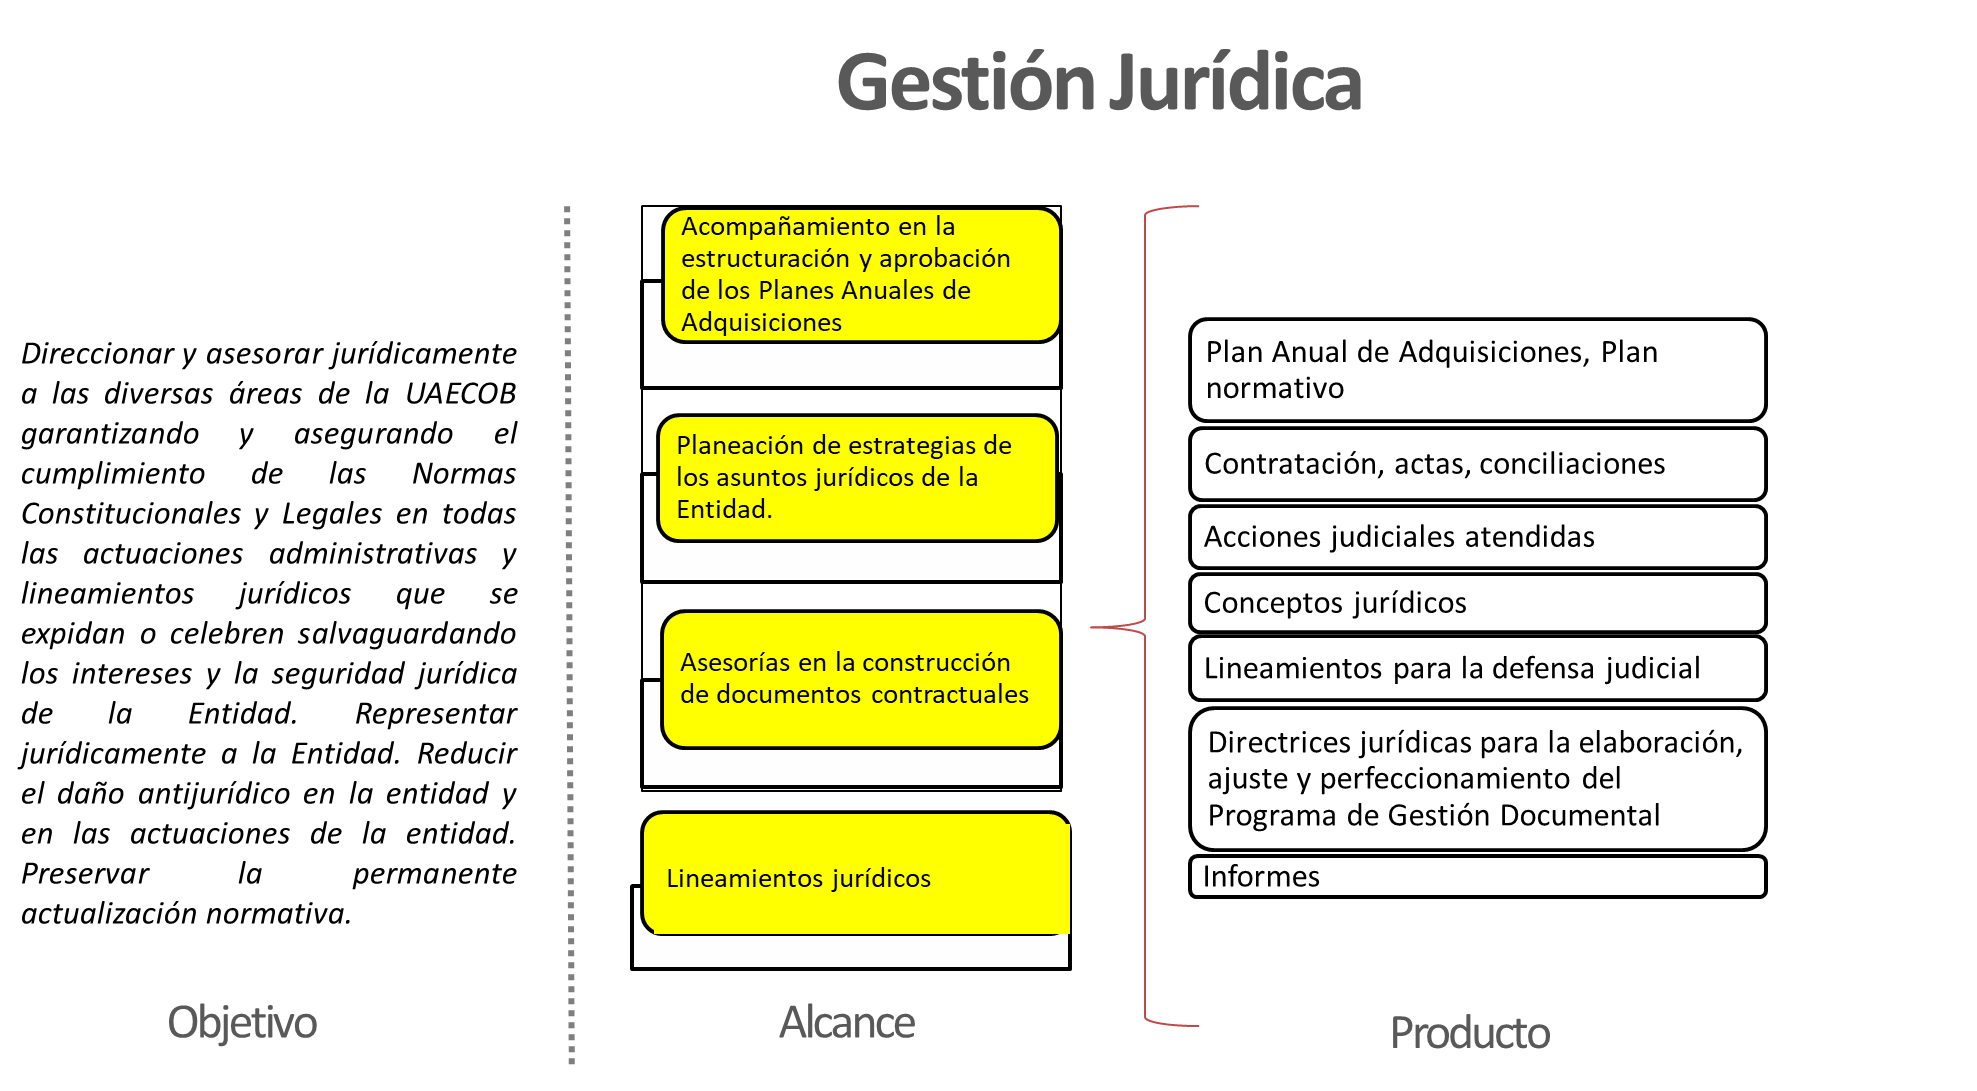 Gestión Jurídica
Direccionar y asesorar jurídicamente
a las diversas áreas de la UAECOB
garantizando y asegurando el
cumplimiento de las Normas
Constitucionales y Legales en todas
las actuaciones administrativas y
lineamientos jurídicos que se
expidan o celebren salvaguardando
los intereses y la seguridad jurídica
de la Entidad. Representar
jurídicamente a la Entidad. Reducir
el daño antijurídico en la entidad y
en las actuaciones de la entidad.
Preservar la permanente
actualización normativa.
Objetivo
Acompañamiento en la
estructuración y aprobación
de los Planes Anuales de
Adquisiciones
Planeación de estrategias de
los asuntos jurídicos de la
Entidad.
Asesorías en la construcción
de documentos contractuales
Lineamientos jurídicos
Alcance
Plan Anual de Adquisiciones, Plan
normativo
Contratación, actas, conciliaciones
Acciones judiciales atendidas
Conceptos jurídicos
Lineamientos para la defensa judicial
Directrices jurídicas para la elaboración,
ajuste y perfeccionamiento del
Programa de Gestión Documental
Informes
Producto